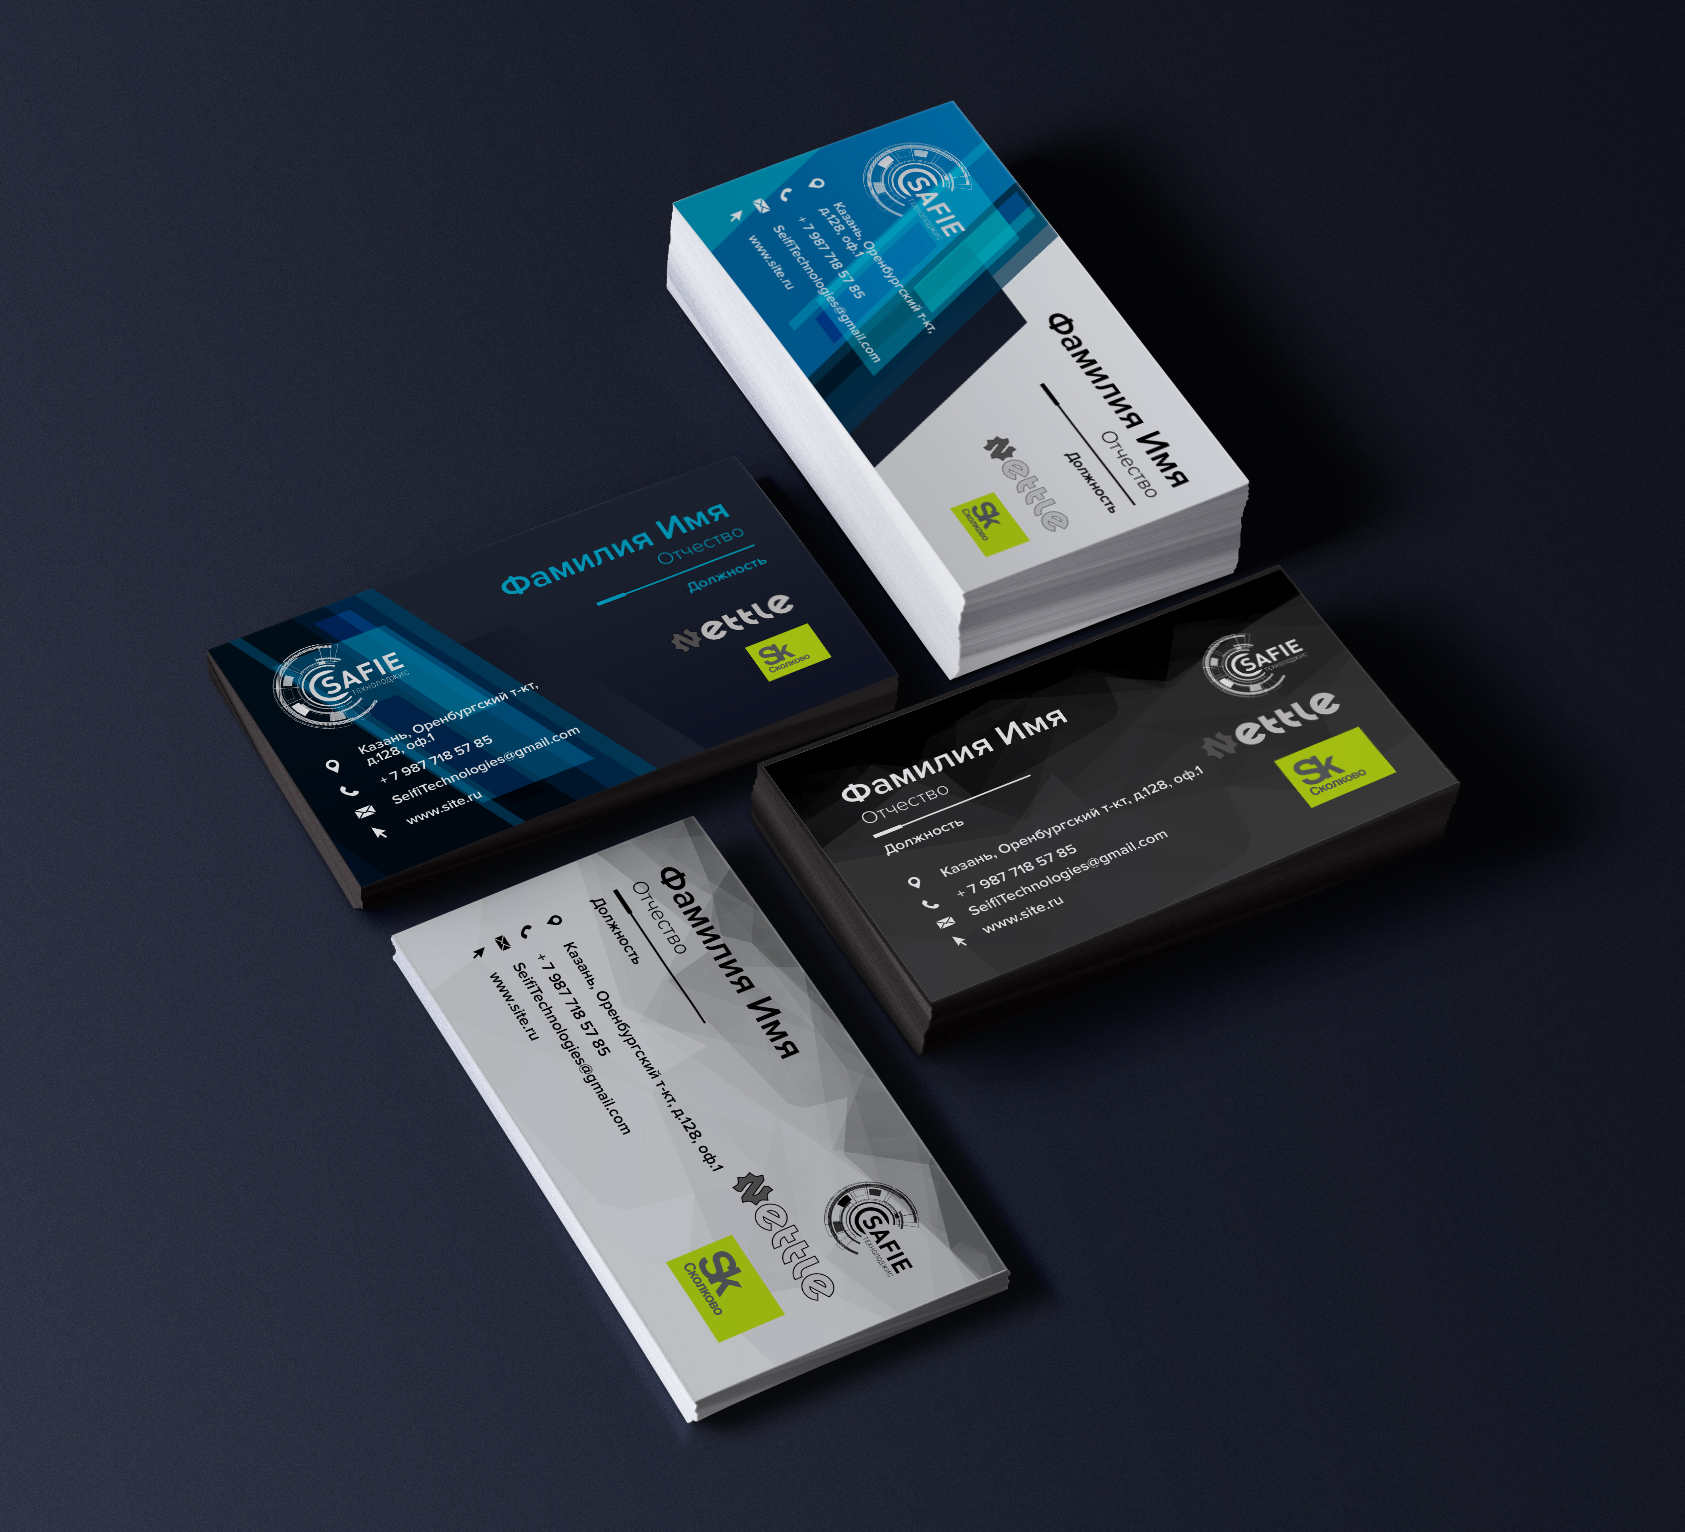 SAFIE
технолоджис
Казань, Оренбургский т-кт,
д.128, оф.1
+ 7 987 718 57 85
SeifiTechnologies@gmail.com
www.site.ru
Фамилия Имя
Отчество
Должность
Nettle
Sk
Сколково
Фамилия Имя
Отчество
Должность
Nettle
Sk
Сколково
SAFIE
технолоджис
Казань, Оренбургский т-кт,
д.128, оф.1
+ 7 987 718 57 85
SeifiTechnologies@gmail.com
www.site.ru
SAFIE
технолоджис
Nettle
Sk
Сколково
Фамилия Имя
Отчество
Должность
Казань, Оренбургский т-кт, д.128, оф.1
+ 7 987 718 57 85
SeifiTechnologies@gmail.com
www.site.ru
Фамилия Имя
Отчество
Должность
Казань, Оренбургский т-кт, д.128, оф.1
+ 7 987 718 57 85
SeifiTechnologies@gmail.com
www.site.ru
Nettle
SAFIE
технолоджис
Sk
Сколково